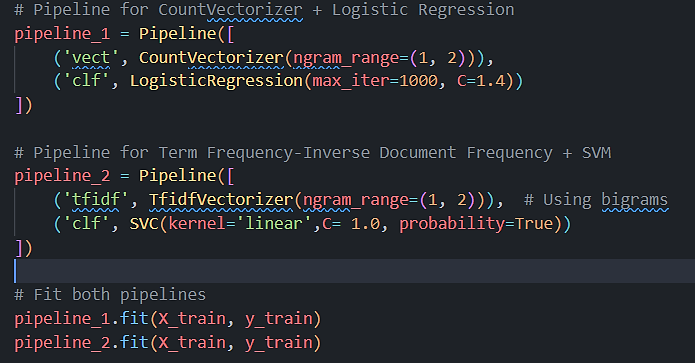 # Pipeline for CountVectorizer + Logistic Regression
pipeline_1 = Pipeline([
    ('vect', CountVectorizer(ngram_range=(1, 2))),
    ('clf', LogisticRegression(max_iter=1000, C=1.4))
])
# Pipeline for Term Frequency-Inverse Document Frequency + SVM
pipeline_2 = Pipeline([
    ('tfidf', TfidfVectorizer(ngram_range=(1, 2))),  # Using bigrams
    ('clf', SVC(kernel='linear',C= 1.0, probability=True))
])
# Fit both pipelines
pipeline_1.fit(X_train, y_train)
pipeline_2.fit(X_train, y_train)